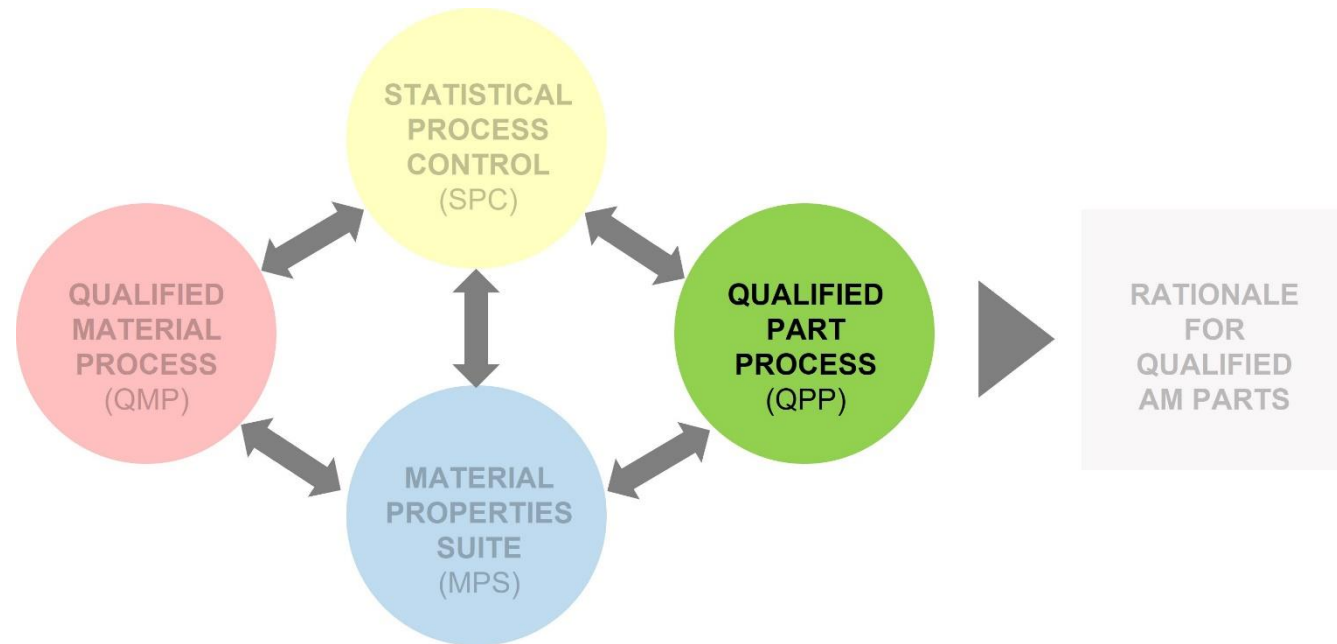 STATISTICAL
PROCESS
CONTROL
(SPC)
QUALIFIED
MATERIAL
PROCESS
(QMP)
QUALIFIED
PART
PROCESS
(QPP)
RATIONALE
FOR
QUALIFIED
AM PARTS
MATERIAL
PROPERTIES
SUITE
(MPS)